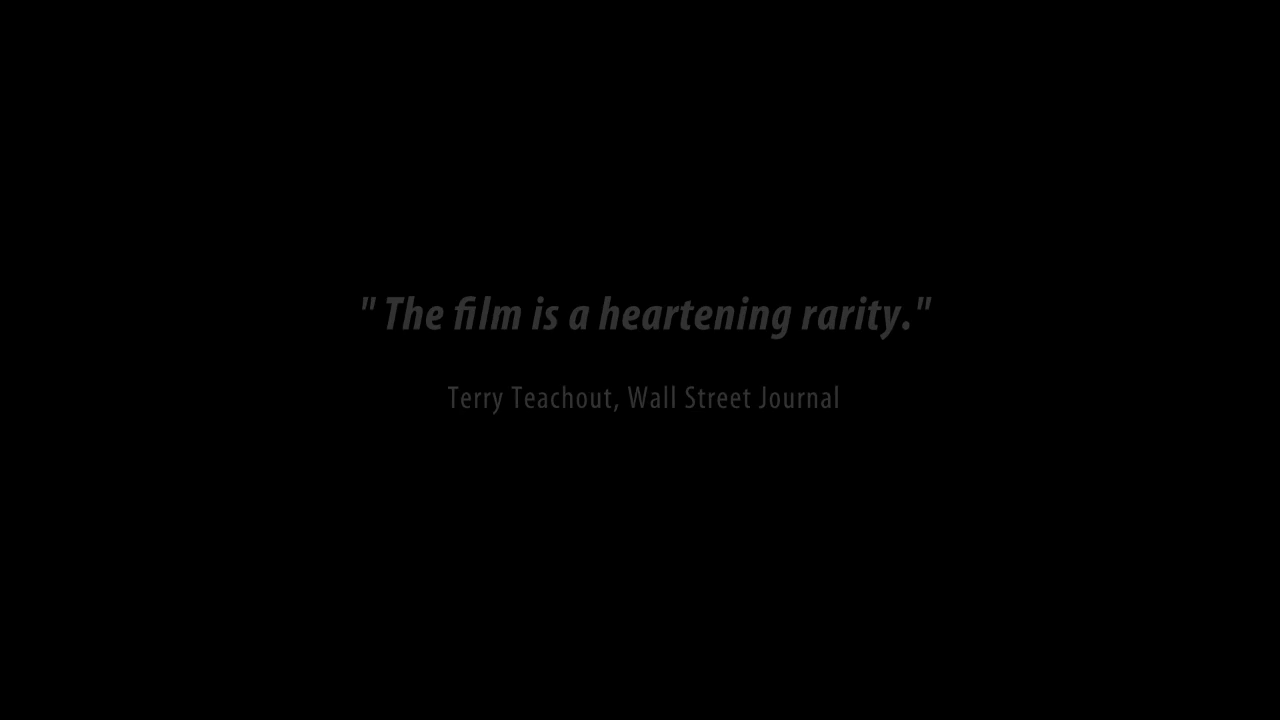 " The film is a heartening rarity."
Terry Teachout, Wall Street Journal